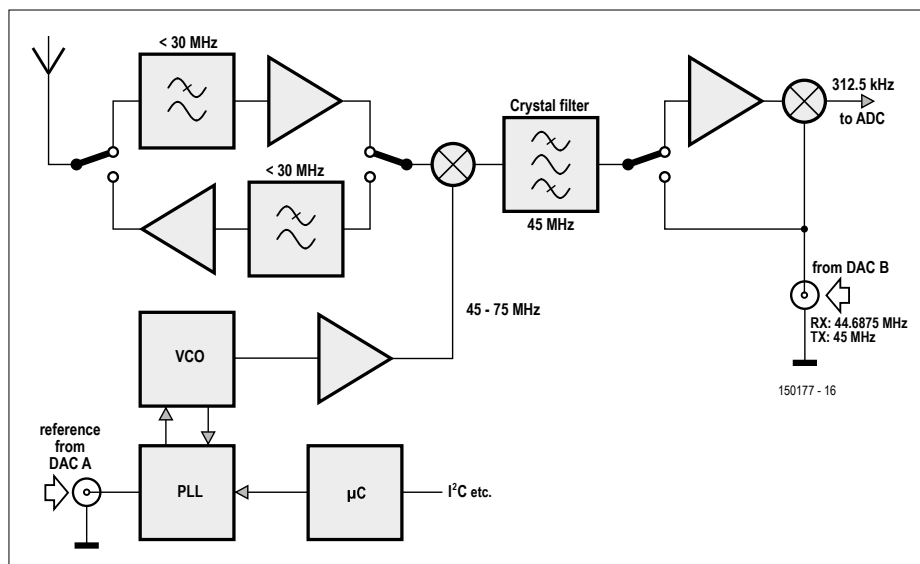 < 30 MHz
Crystal filter
312.5 kHz
to ADC
< 30 MHz
45 MHz
from DAC B
45 - 75 MHz
RX: 44.6875 MHz
TX: 45 MHz
VCO
150177 - 16
reference
from
DAC A
PLL
µC
I²C etc.